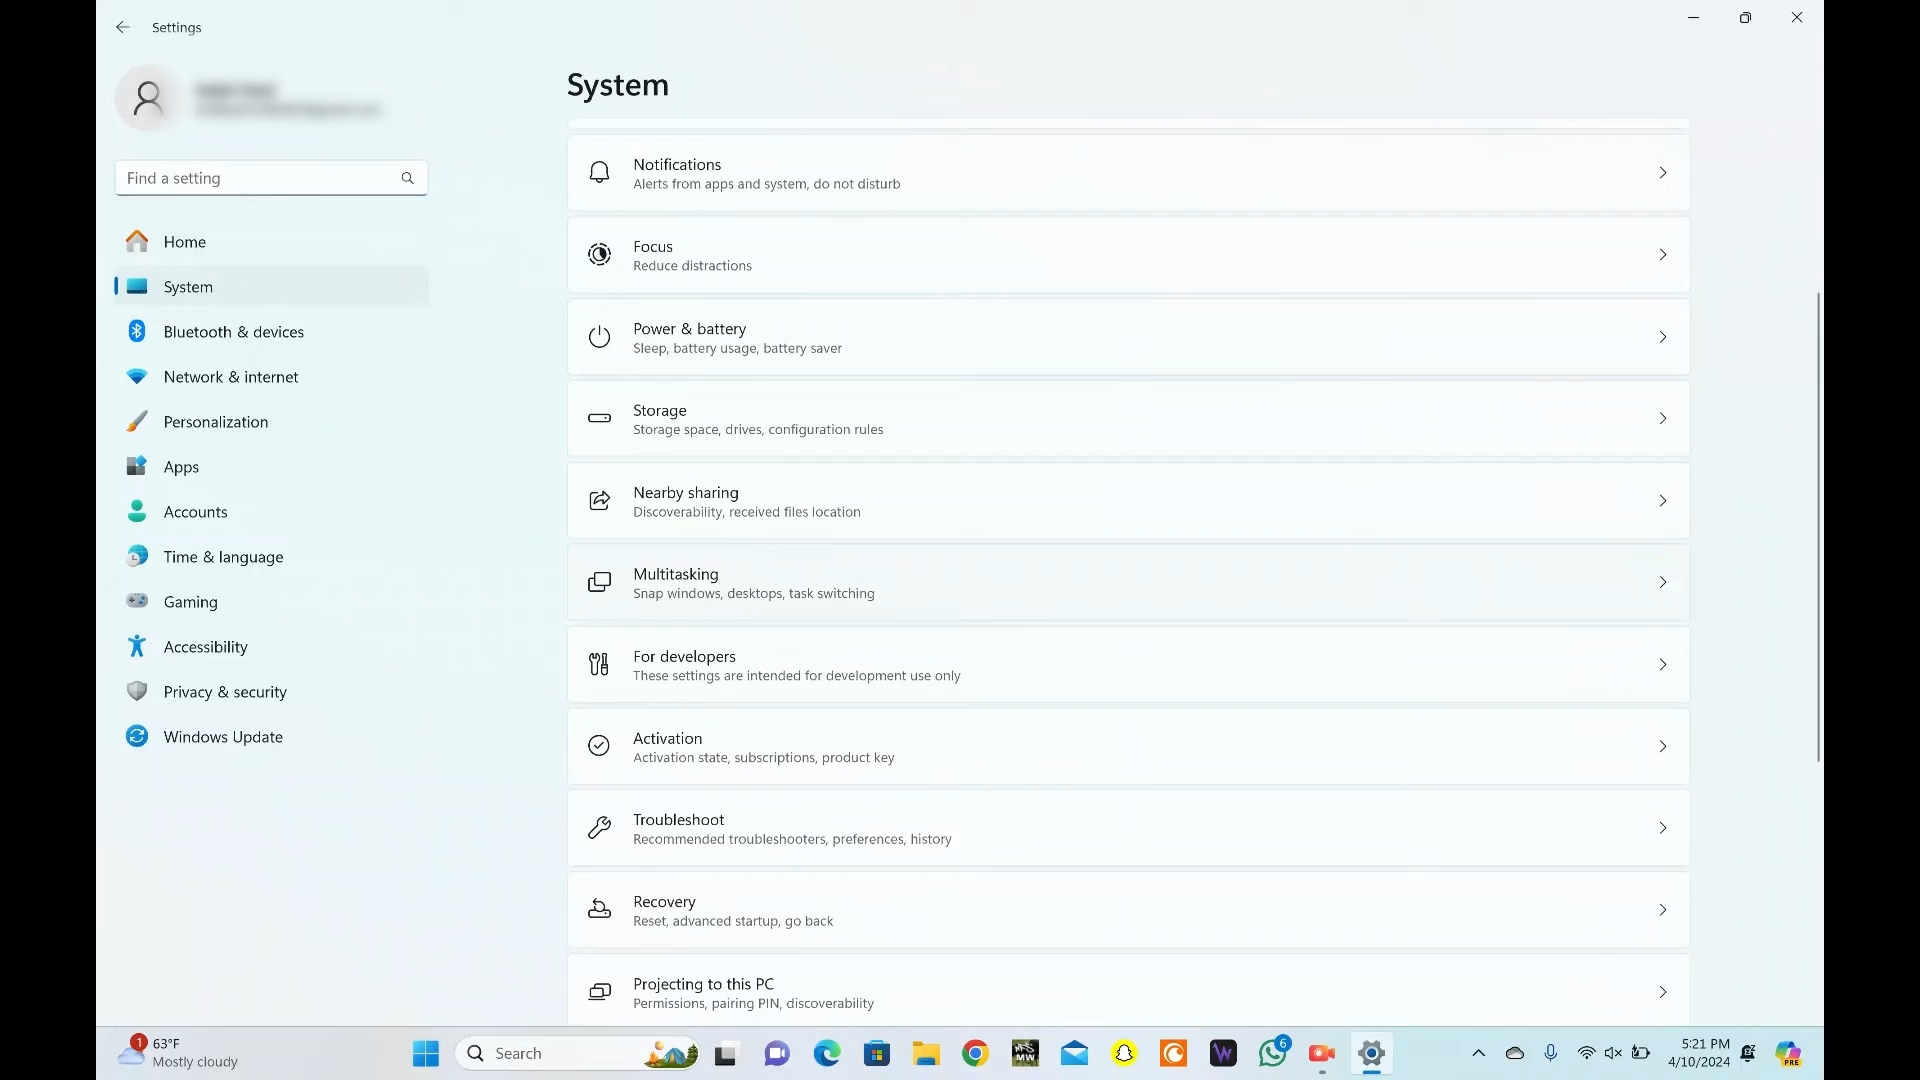 Settings
Find a setting
Home
System
Bluetooth & devices
Network & internet
Personalization
Apps
Accounts
Time & language
Gaming
Accessibility
Privacy & security
Windows Update
System
Notifications
Alerts from apps and system, do not disturb
Focus
Reduce distractions
Power & battery
Sleep, battery usage, battery saver
Storage
Storage space, drives, configuration rules
Nearby sharing
Discoverability, received files location
Multitasking
Snap windows, desktops, task switching
For developers
These settings are intended for development use only
Activation
Activation state, subscriptions, product key
Troubleshoot
Recommended troubleshooters, preferences, history
Recovery
Reset, advanced startup, go back
Projecting to this PC
Permissions, pairing PIN, discoverability
1
63°F
Mostly cloudy
Search
MW
W
6
5:21 PM
4/10/2024
PRE